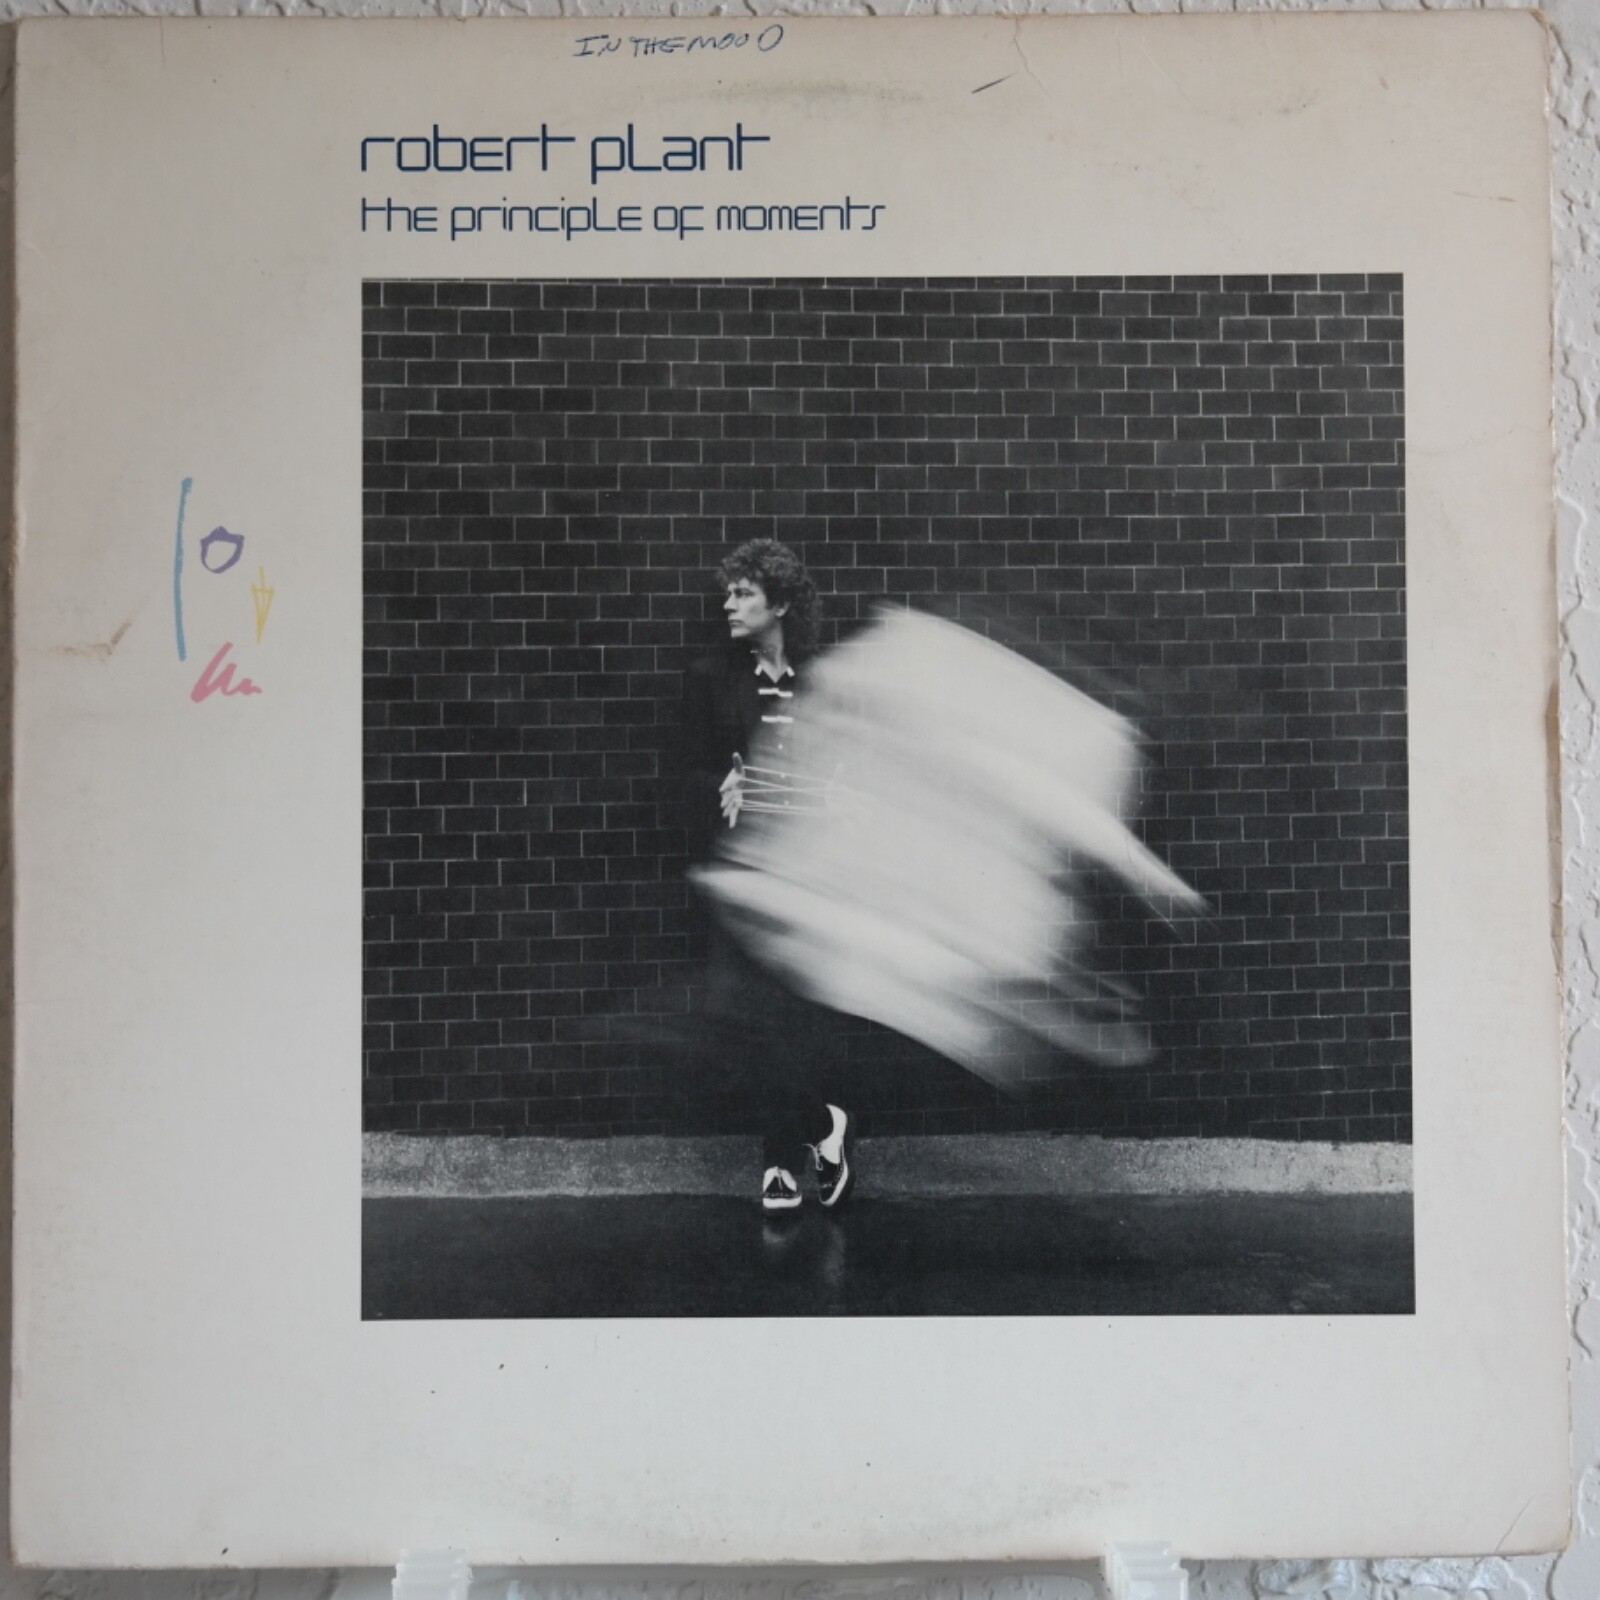 IN THE MOOD
robert plant
the principle of moments